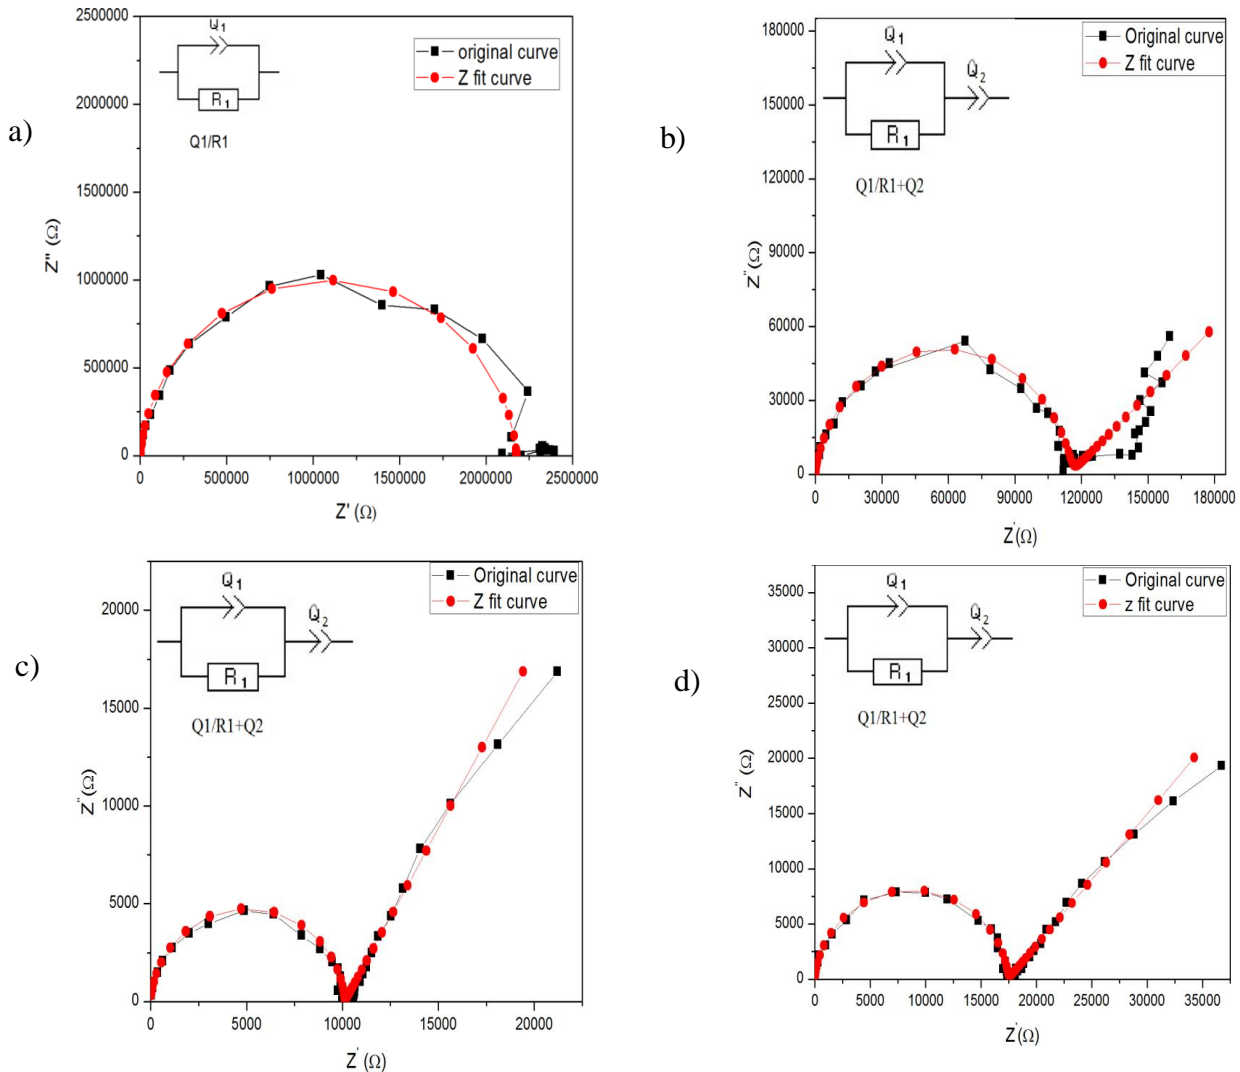 a)
2500000
2000000
1500000
1000000
500000
0
Z" (Ω)
0 500000 1000000 1500000 2000000 2500000
Z' (Ω)
Q1
R1
Q1/R1
original curve
Z fit curve
b)
180000
150000
120000
90000
60000
30000
0
Z" (Ω)
0 30000 60000 90000 120000 150000 180000
Z' (Ω)
Q1
Q2
R1
Q1/R1+Q2
Original curve
Z fit curve
c)
20000
15000
10000
5000
0
Z" (Ω)
0 5000 10000 15000 20000
Z' (Ω)
Q1
Q2
R1
Q1/R1+Q2
Original curve
Z fit curve
d)
35000
30000
25000
20000
15000
10000
5000
0
Z" (Ω)
0 5000 10000 15000 20000 25000 30000 35000
Z' (Ω)
Q1
Q2
R1
Q1/R1+Q2
Original curve
z fit curve